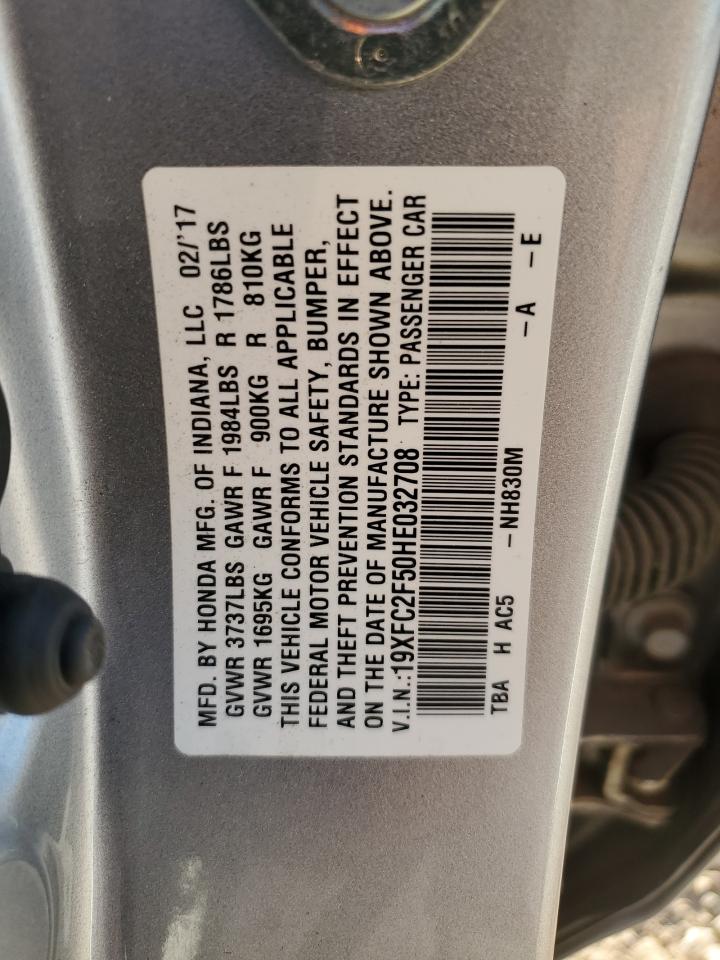 MFD. BY HONDA MFG. OF INDIANA, LLC 02/'17
GVWR 3737LBS GAWR F 1984LBS R 1786LBS
GVWR 1695KG GAWR F 900KG R 810KG
THIS VEHICLE CONFORMS TO ALL APPLICABLE
FEDERAL MOTOR VEHICLE SAFETY, BUMPER,
AND THEFT PREVENTION STANDARDS IN EFFECT
ON THE DATE OF MANUFACTURE SHOWN ABOVE.
V.I.N.:19XFC2F50HE032708 TYPE: PASSENGER CAR
TBA H AC5 -NH830M -A -E